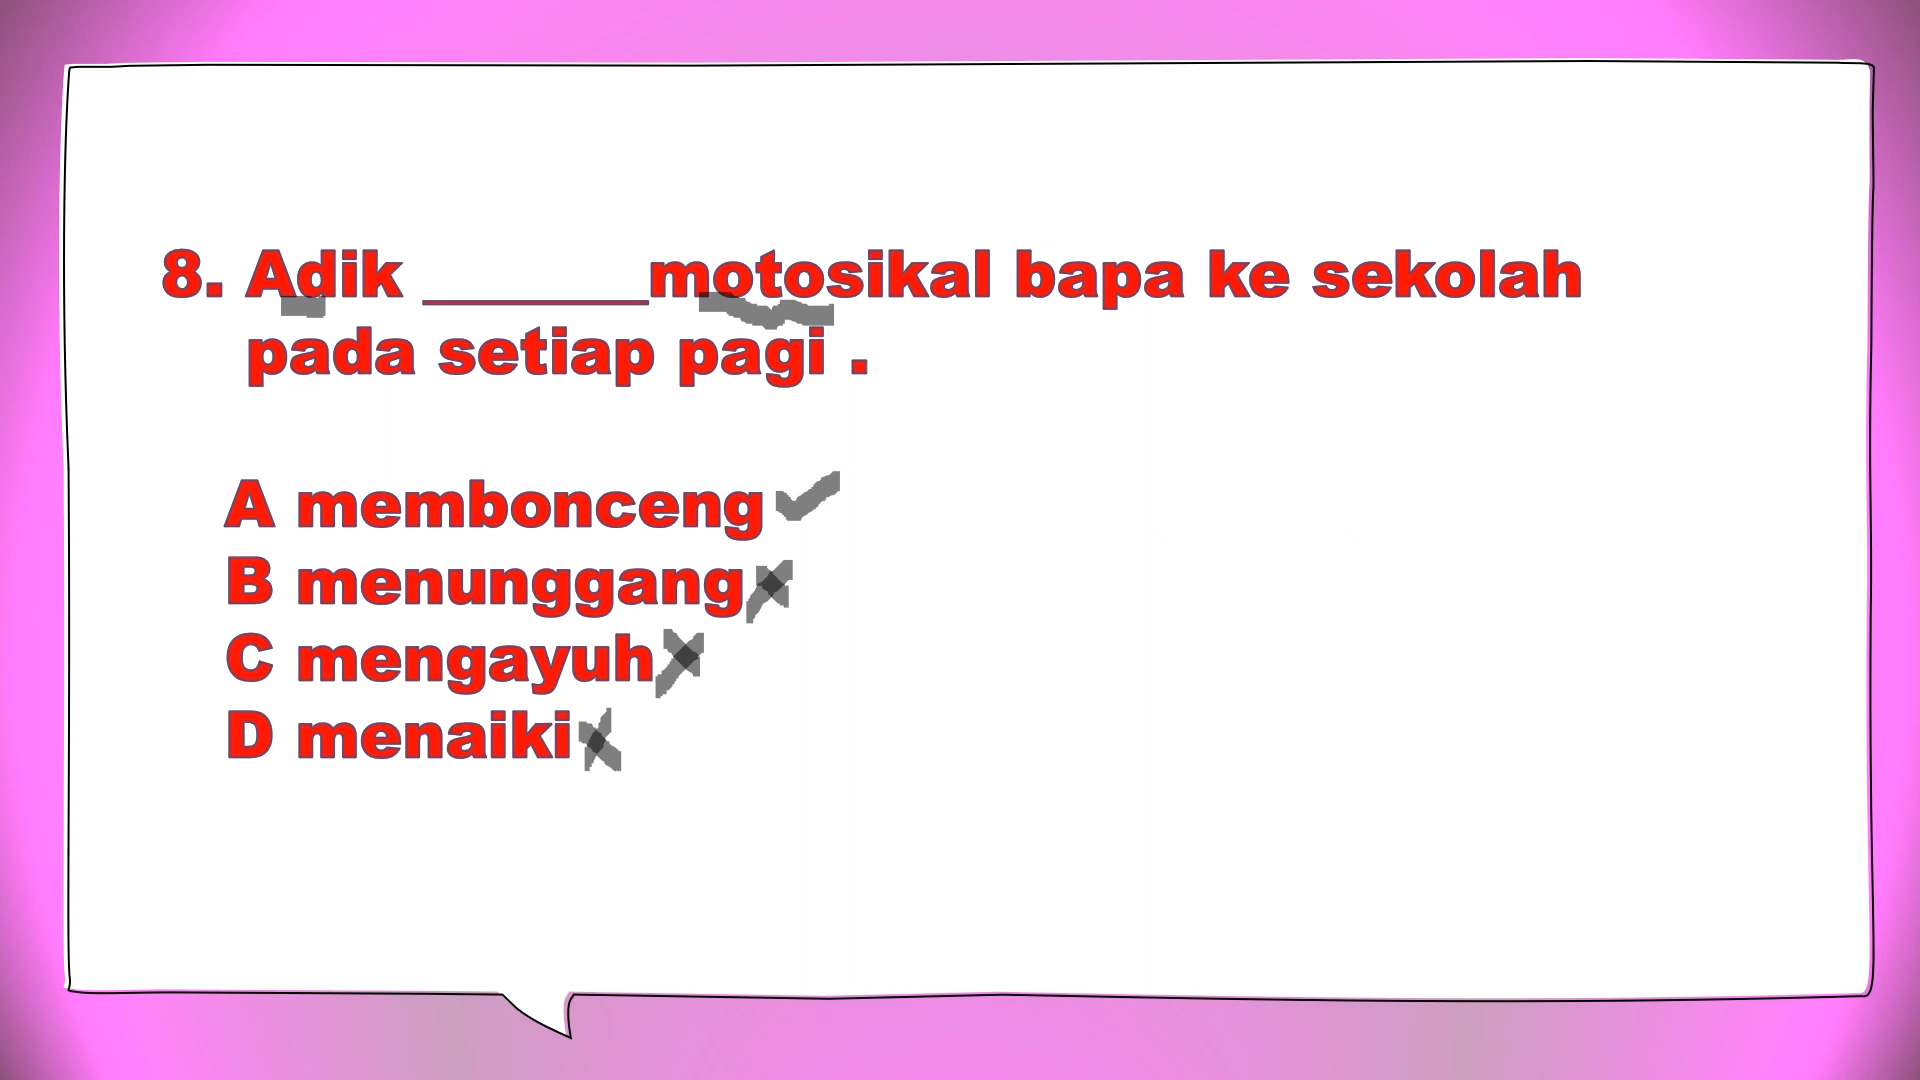 8. Adik _______motosikal bapa ke sekolah
pada setiap pagi .
A membonceng
B menunggang
C mengayuh
D menaiki